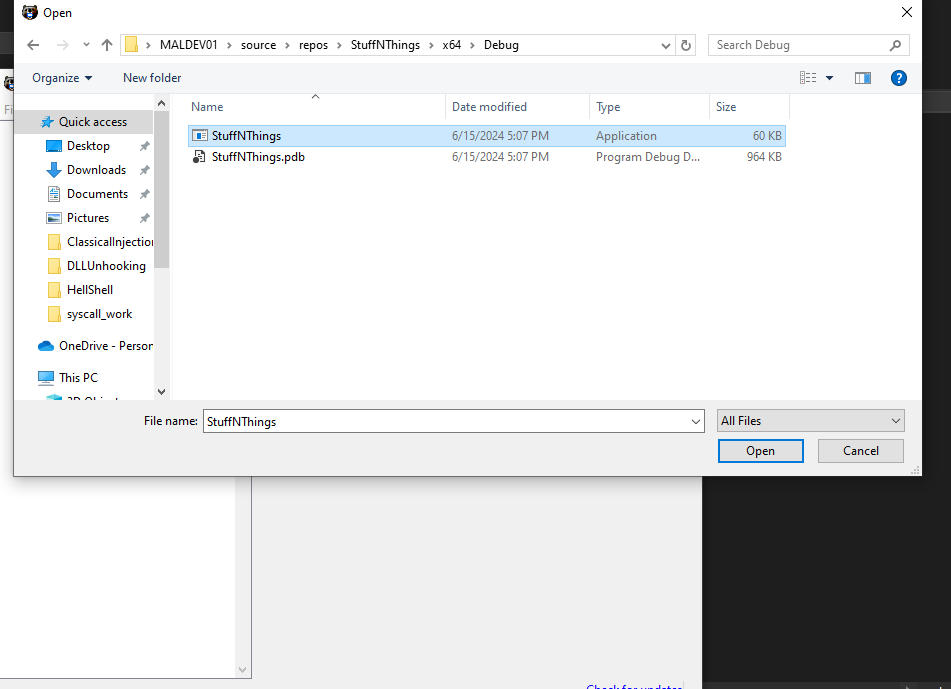 Open
MALDEV01 source repos StuffNThings x64 Debug
Search Debug
Organize New folder
Name Date modified Type Size
Quick access
Desktop
Downloads
Documents
Pictures
ClassicalInjection
DLLUnhooking
HellShell
syscall_work
OneDrive - Person
This PC
StuffNThings 6/15/2024 5:07 PM Application 60 KB
StuffNThings.pdb 6/15/2024 5:07 PM Program Debug D... 964 KB
File name: StuffNThings All Files
Open Cancel
Check for updates